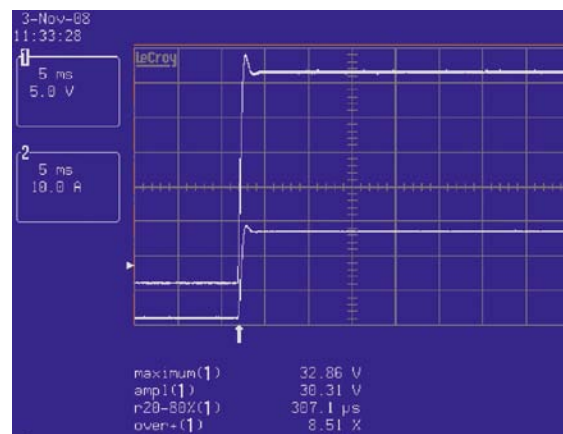 3-Nov-08
11:33:28
LeCroy
1
5 ms
5.0 V
2
5 ms
10.0 A
maximum(1) 32.86 V
ampl(1) 30.31 V
r20-80%(1) 307.1 µs
over+(1) 8.51 %